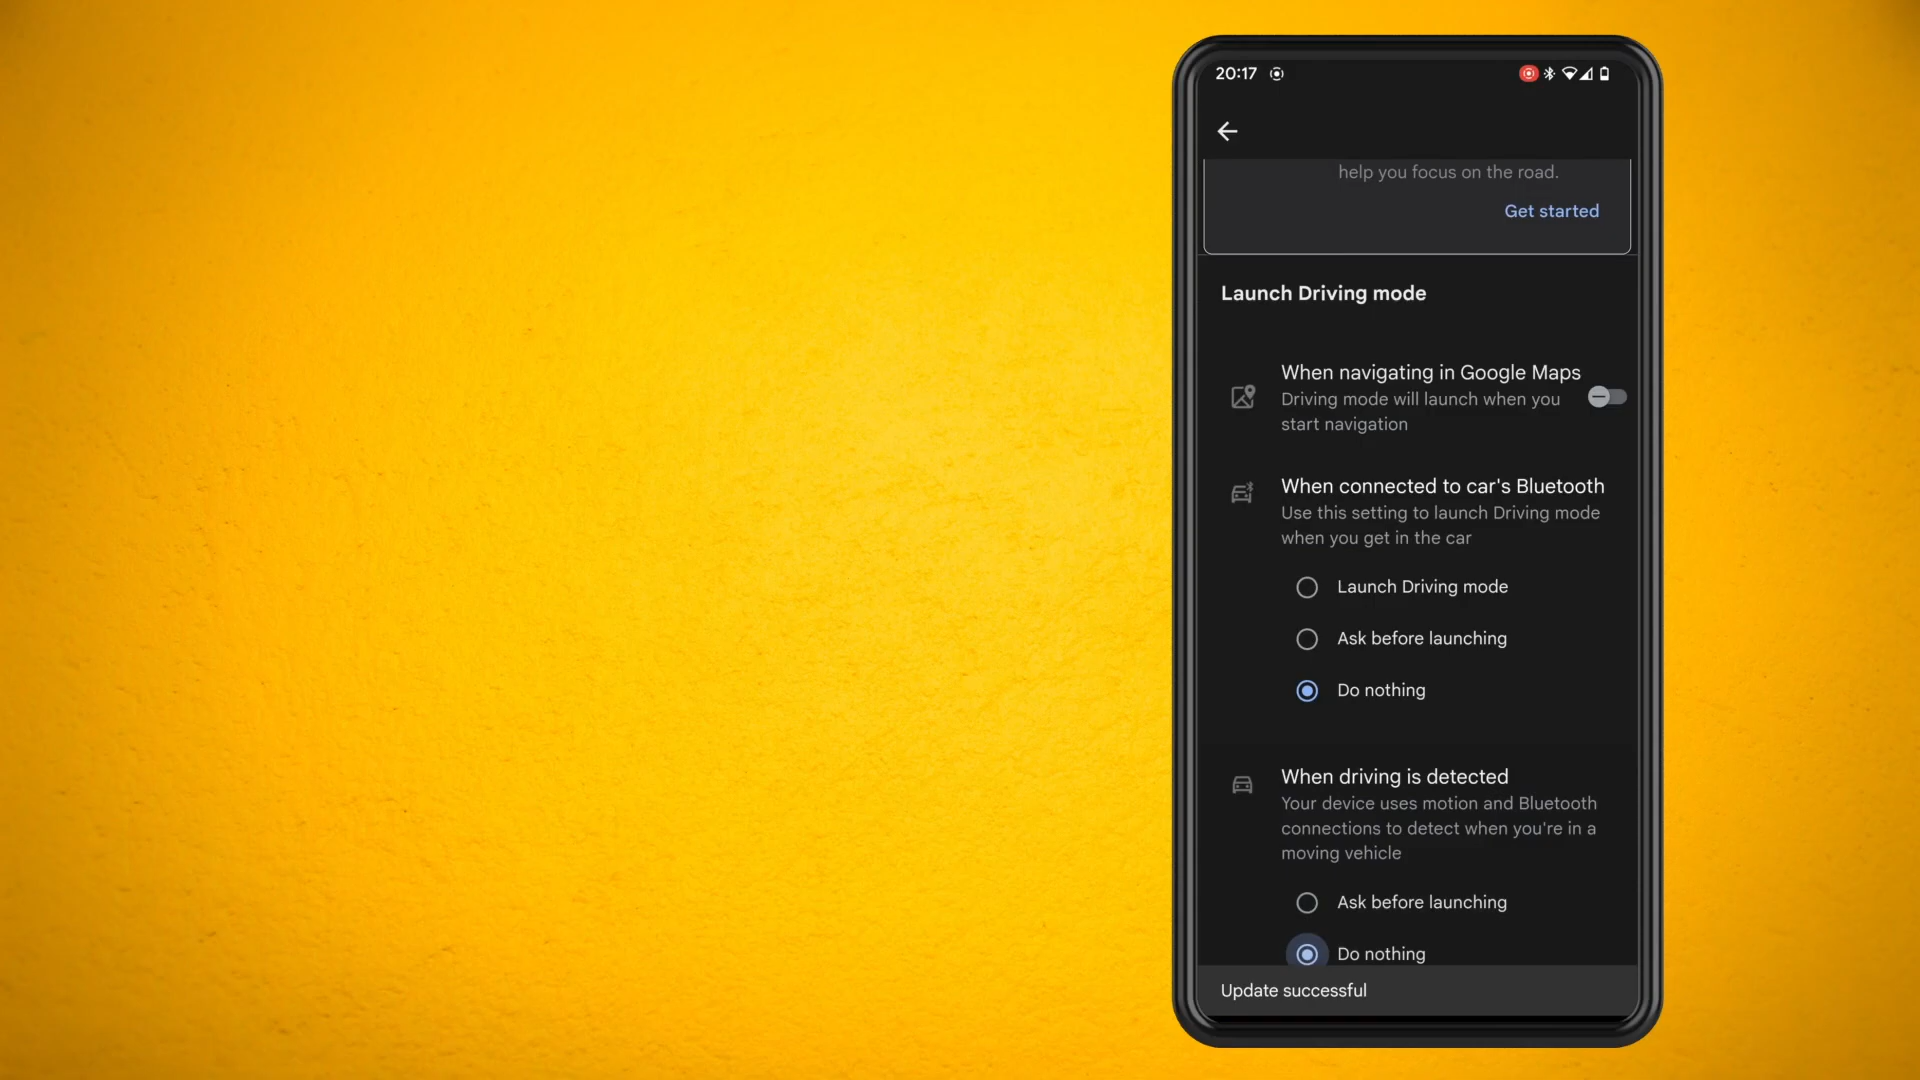 20:17
help you focus on the road.
Get started
Launch Driving mode
When navigating in Google Maps
Driving mode will launch when you
start navigation
When connected to car's Bluetooth
Use this setting to launch Driving mode
when you get in the car
Launch Driving mode
Ask before launching
Do nothing
When driving is detected
Your device uses motion and Bluetooth
connections to detect when you're in a
moving vehicle
Ask before launching
Do nothing
Update successful